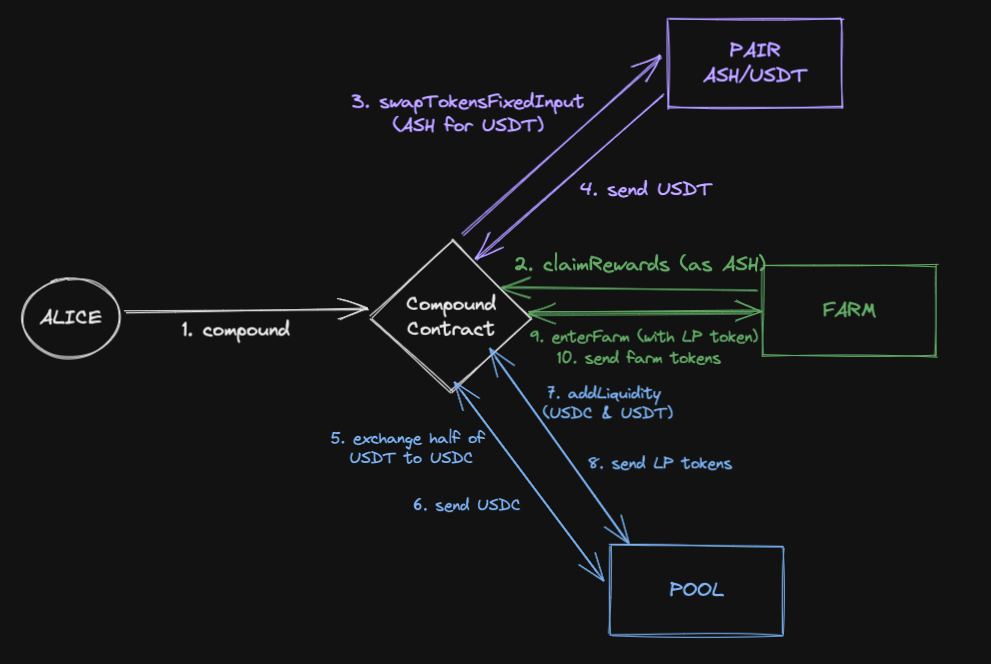 PAIR
ASH/USDT
3. swapTokensFixedInput
(ASH for USDT)
4. send USDT
2. claimRewards (as ASH)
ALICE
1. compound
Compound
Contract
FARM
9. enterFarm (with LP token)
10. send farm tokens
7. addLiquidity
(USDC & USDT)
5. exchange half of
USDT to USDC
8. send LP tokens
6. send USDC
POOL